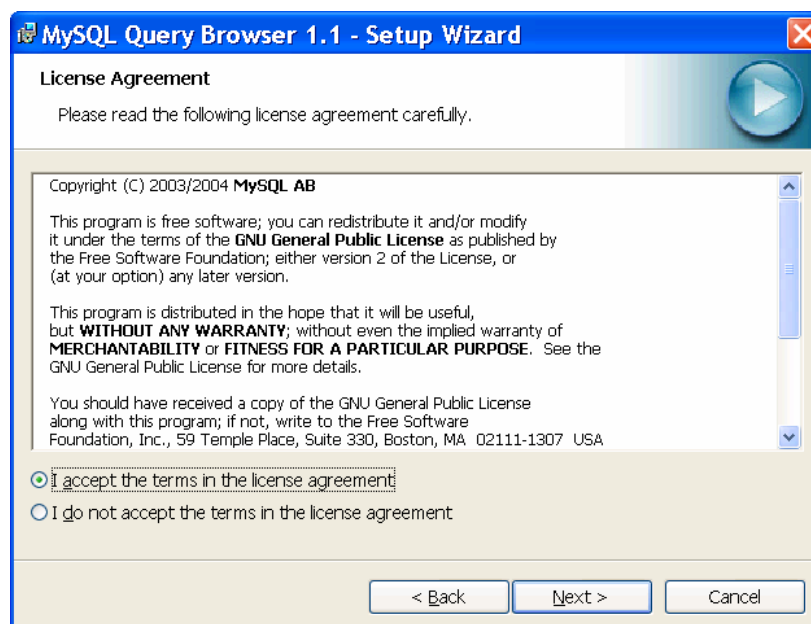 MySQL Query Browser 1.1 - Setup Wizard
License Agreement
Please read the following license agreement carefully.
Copyright (C) 2003/2004 MySQL AB
This program is free software; you can redistribute it and/or modify
it under the terms of the GNU General Public License as published by
the Free Software Foundation; either version 2 of the License, or
(at your option) any later version.
This program is distributed in the hope that it will be useful,
but WITHOUT ANY WARRANTY; without even the implied warranty of
MERCHANTABILITY or FITNESS FOR A PARTICULAR PURPOSE.  See the
GNU General Public License for more details.
You should have received a copy of the GNU General Public License
along with this program; if not, write to the Free Software
Foundation, Inc., 59 Temple Place, Suite 330, Boston, MA  02111-1307  USA
I accept the terms in the license agreement
I do not accept the terms in the license agreement
< Back Next > Cancel